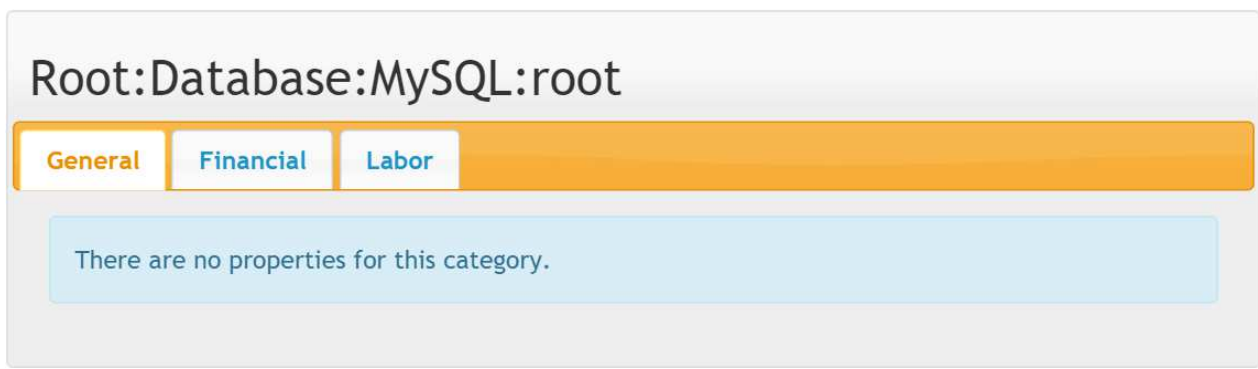 Root:Database:MySQL:root
General Financial Labor
There are no properties for this category.